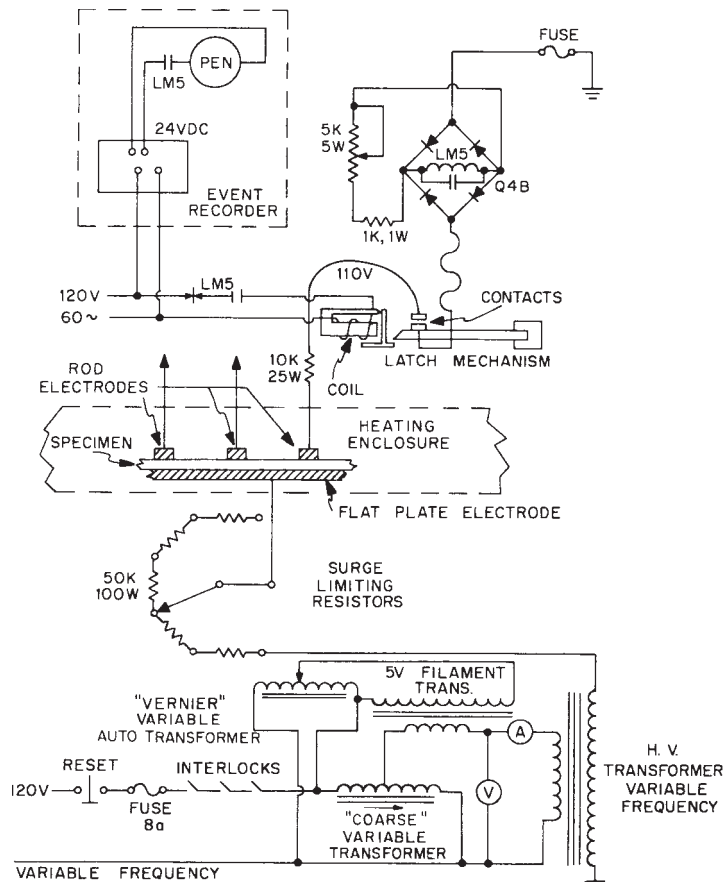 FUSE
PEN
LM5
24VDC
EVENT
RECORDER
5K
5W
LM5
Q4B
1K, 1W
LM5
110V
120V
60~
CONTACTS
COIL
LATCH MECHANISM
10K
25W
ROD
ELECTRODES
SPECIMEN
HEATING
ENCLOSURE
FLAT PLATE ELECTRODE
50K
100W
SURGE
LIMITING
RESISTORS
5V FILAMENT
TRANS.
"VERNIER"
VARIABLE
AUTO TRANSFORMER
A
H. V.
TRANSFORMER
VARIABLE
FREQUENCY
RESET
INTERLOCKS
120V
FUSE
8a
V
"COARSE"
VARIABLE
TRANSFORMER
VARIABLE FREQUENCY